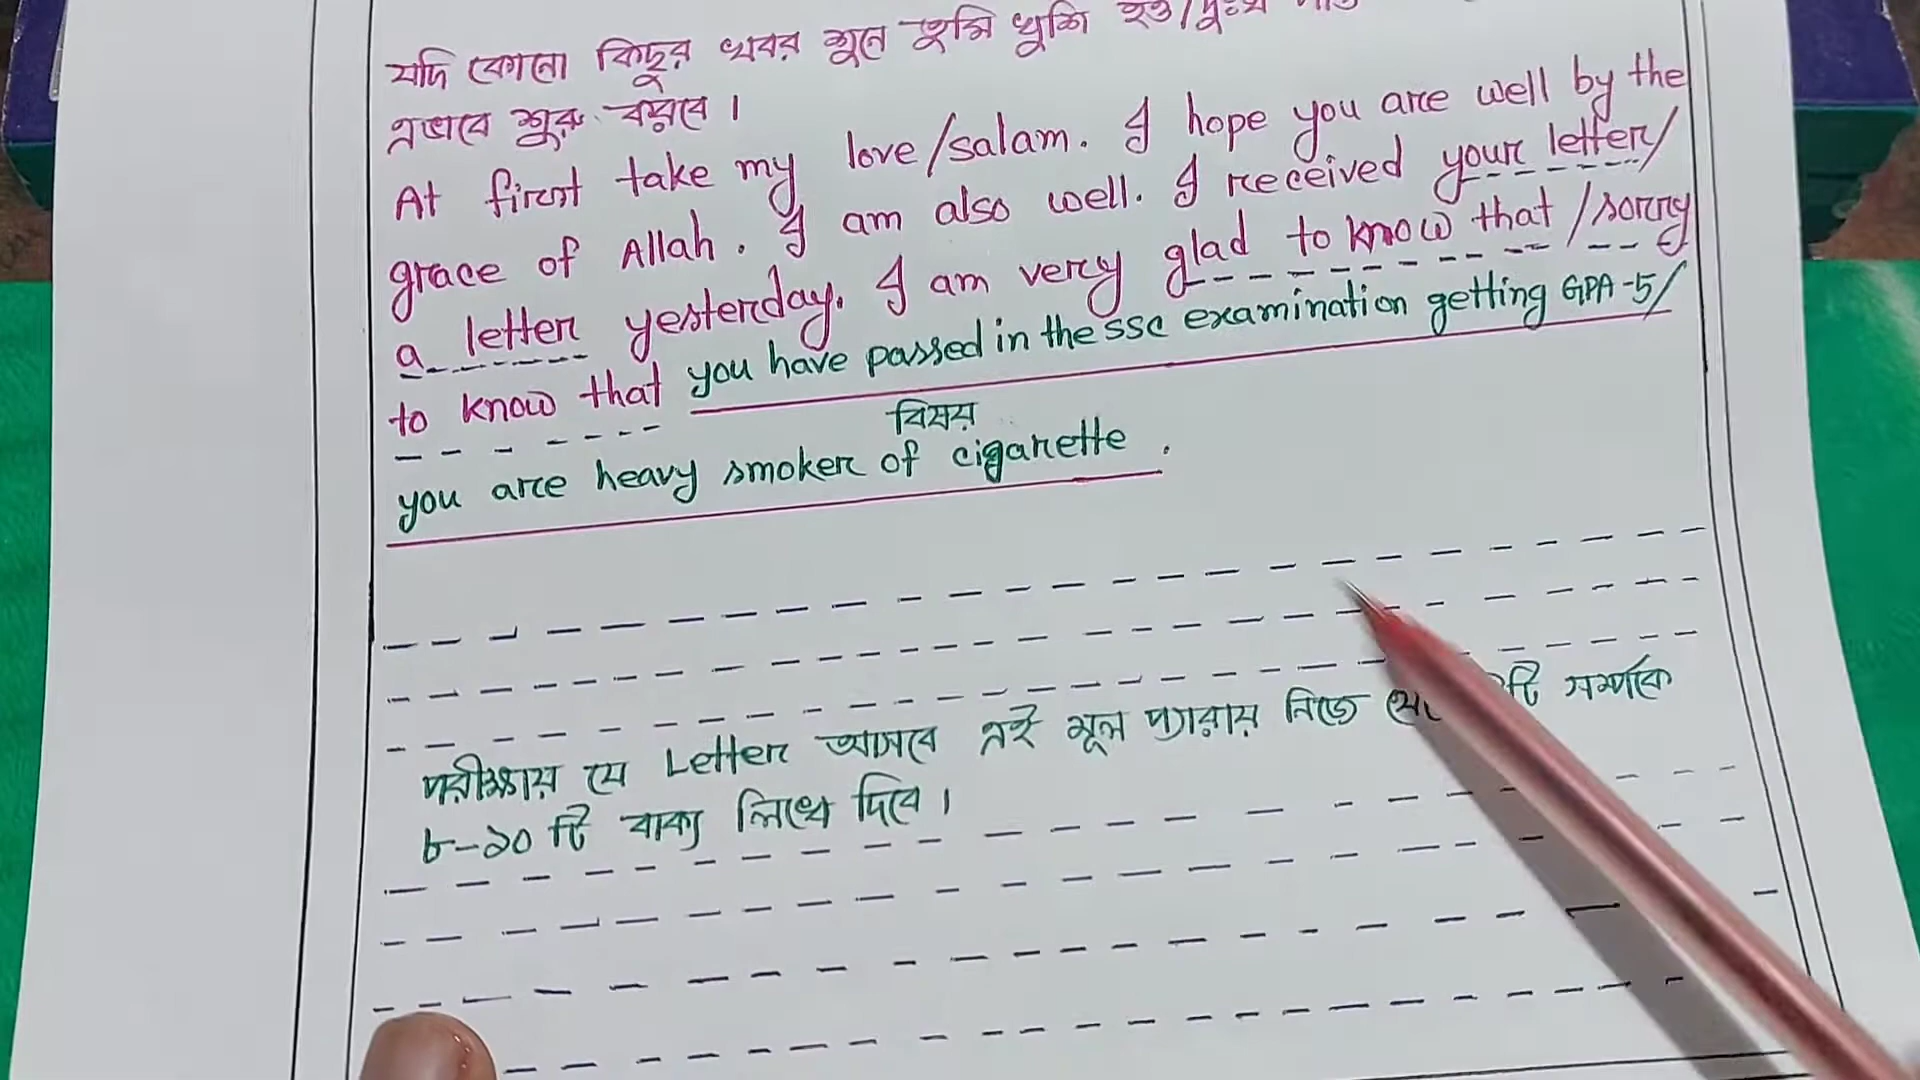 যদি কোনো কিছুর খবর শুনে তুমি খুশি হও/দুঃখ
এভাবে শুরু করবে।
At first take my love/salam. I hope you are well by the
grace of Allah. I am also well. I received your letter/
a letter yesterday. I am very glad to know that/sorry
to know that you have passed in the SSC examination getting GPA-5/
বিষয়
you are heavy smoker of cigarette.
পরীক্ষায় যে Letter আসবে এই মূল প্যারায় নিজে সম্পর্কে
৮-১০ টি বাক্য লিখে দিবে।